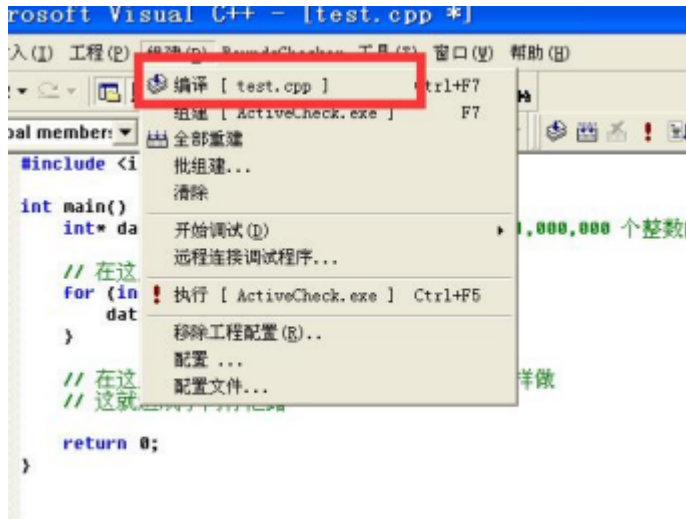 rosoft Visual C++ - [test.cpp *]
入(I) 工程(P) 组建(B) BoundsChecker 工具(T) 窗口(W) 帮助(H)
编译 [ test.cpp ] Ctrl+F7
组建 [ ActiveCheck.exe ] F7
bal member:
全部重建
#include <i
批组建...
清除
int main()
int* da
开始调试(D)
1,000,000 个整数
远程连接调试程序...
// 在这
for (in
执行 [ ActiveCheck.exe ] Ctrl+F5
dat
}
移除工程配置(R)..
配置 ...
// 在这
配置文件...
样做
// 这就
return 0;
}